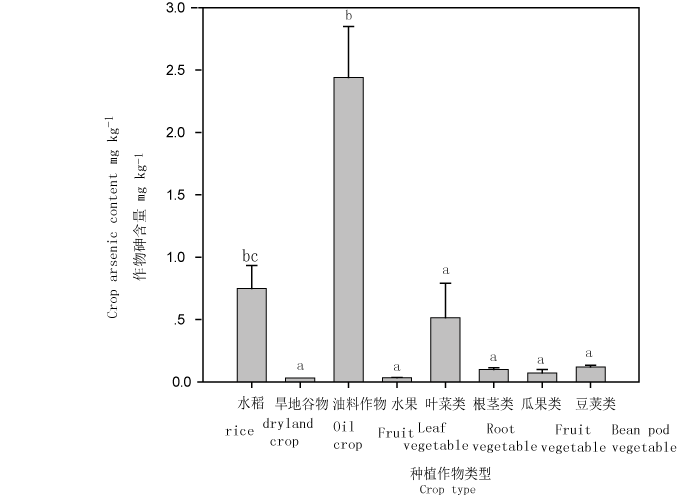 3.0
2.5
2.0
1.5
1.0
.5
0.0
Crop arsenic content mg kg-1
作物砷含量 mg kg-1
bc
a
b
a
a
a
a
a
水稻 旱地谷物 油料作物 水果 叶菜类 根茎类 瓜果类 豆荚类
rice
dryland
crop
Oil
crop
Fruit
Leaf
vegetable
Root
vegetable
Fruit
vegetable
Bean pod
vegetable
种植作物类型
Crop type